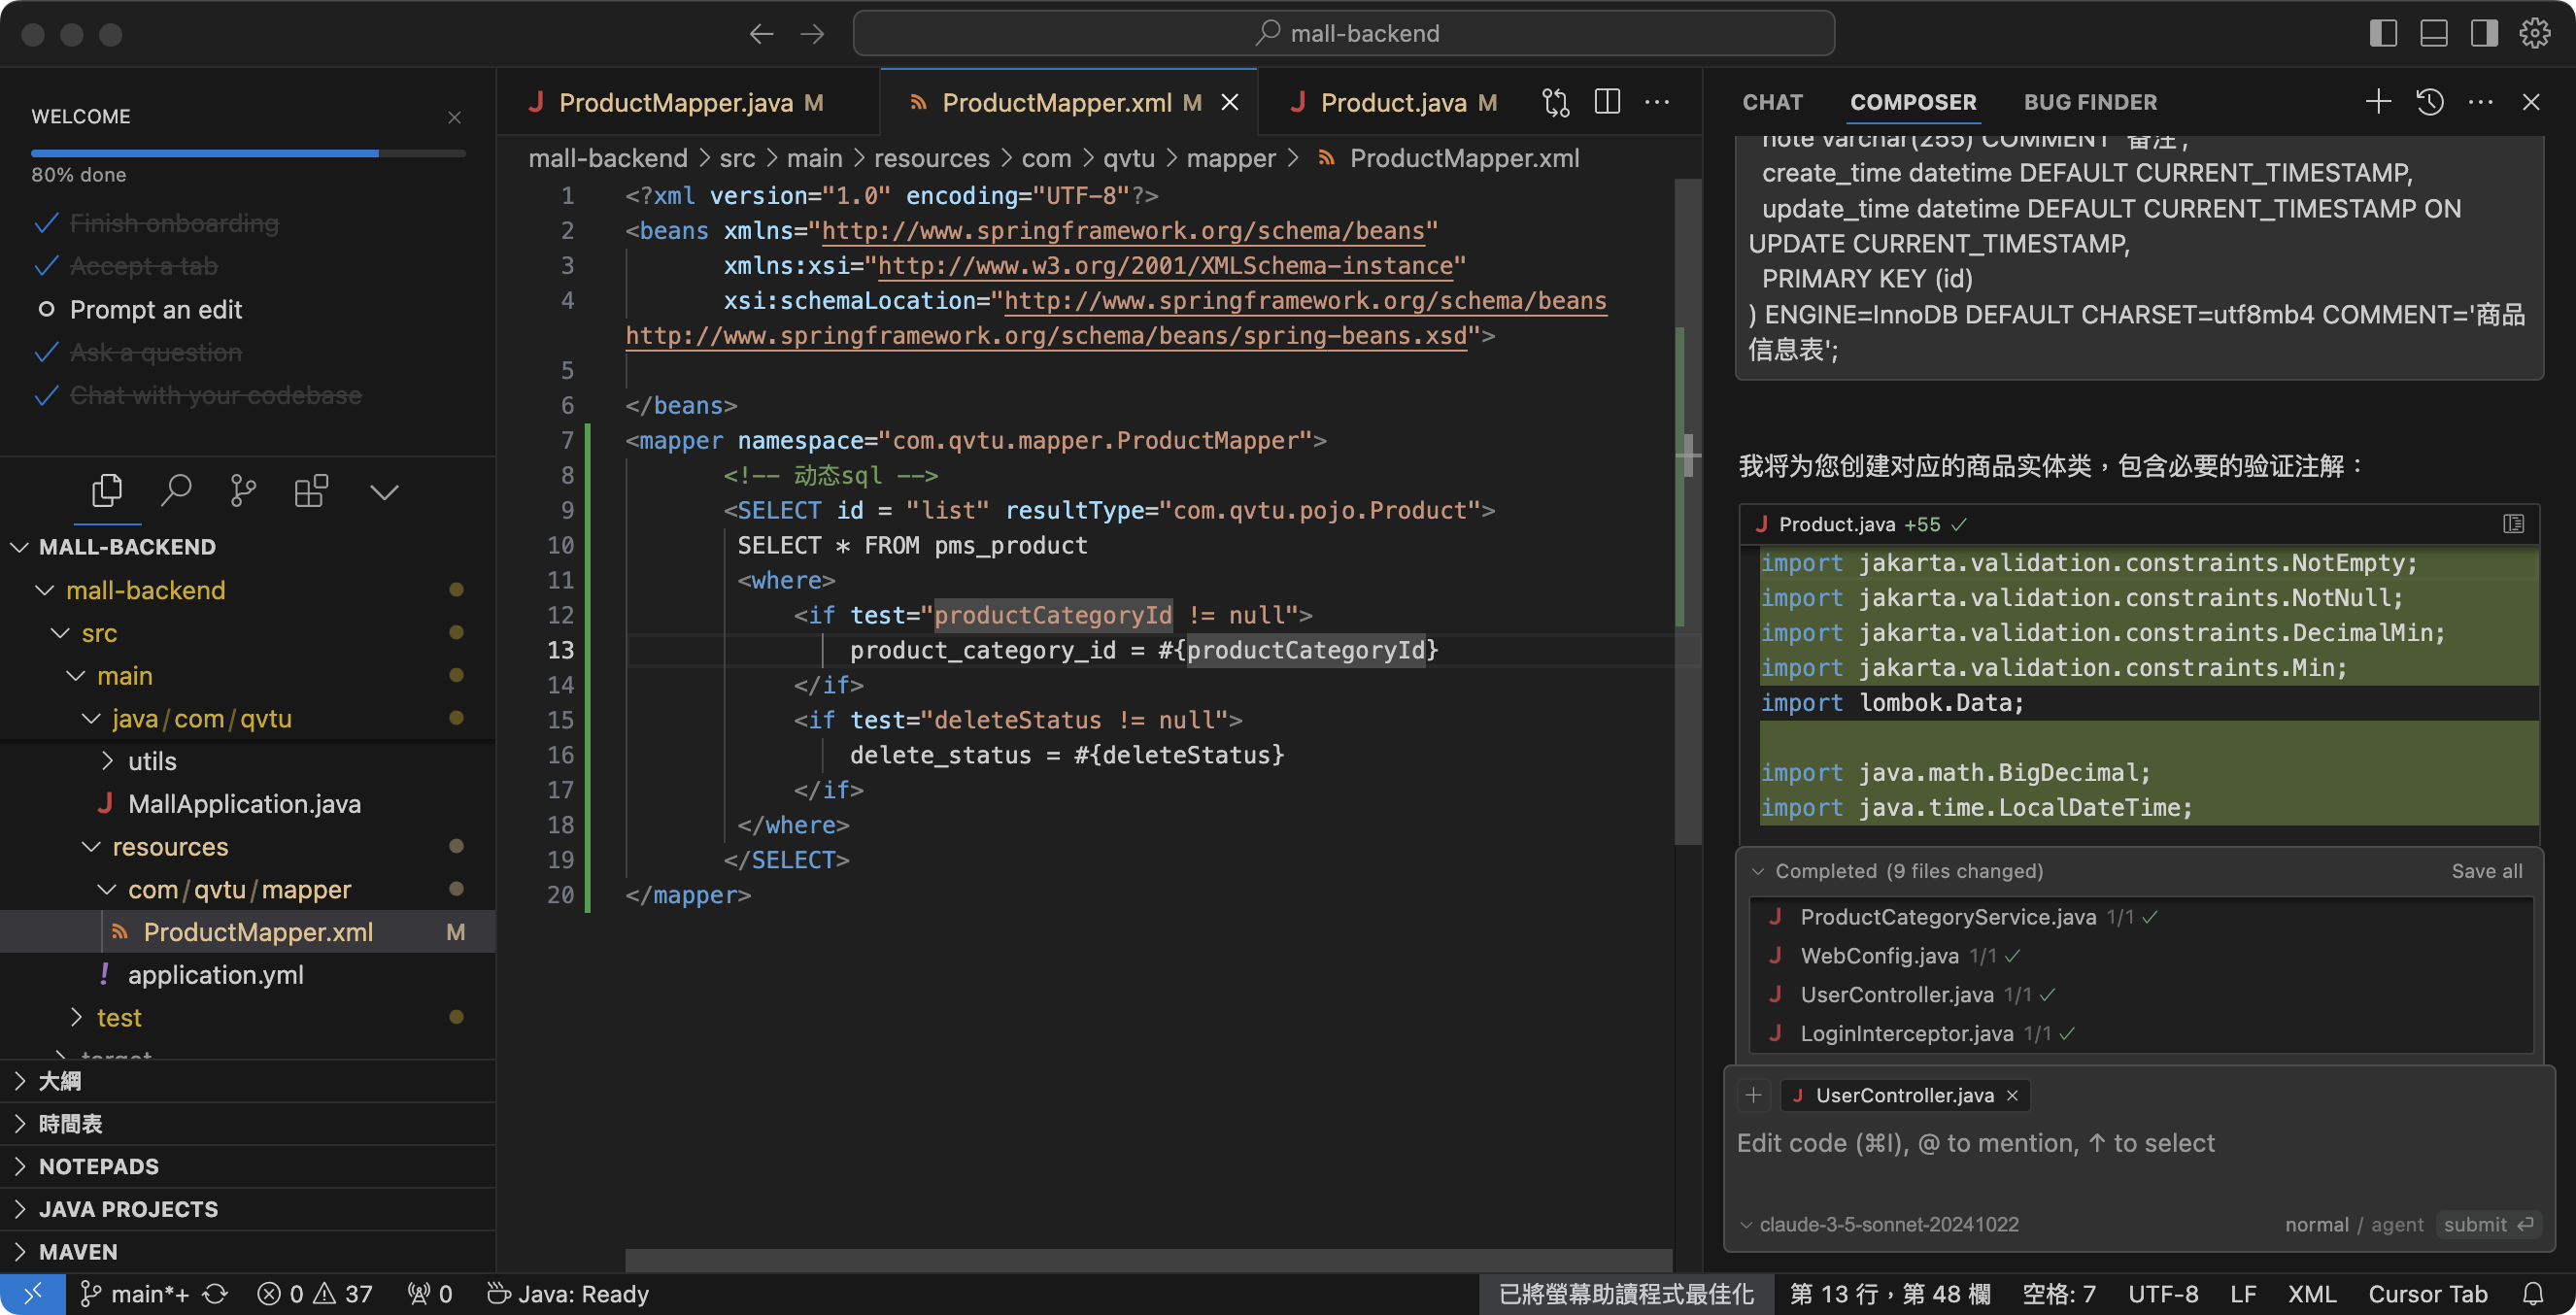 mall-backend
WELCOME
80% done
Finish onboarding
Accept a tab
Prompt an edit
Ask a question
Chat with your codebase
MALL-BACKEND
mall-backend
src
main
java/com/qvtu
utils
J MallApplication.java
resources
com/qvtu/mapper
ProductMapper.xml M
! application.yml
test
target
大綱
時間表
NOTEPADS
JAVA PROJECTS
MAVEN
J ProductMapper.java M
ProductMapper.xml M
J Product.java M
mall-backend > src > main > resources > com > qvtu > mapper > ProductMapper.xml
1 <?xml version="1.0" encoding="UTF-8"?>
2 <beans xmlns="http://www.springframework.org/schema/beans"
3 xmlns:xsi="http://www.w3.org/2001/XMLSchema-instance"
4 xsi:schemaLocation="http://www.springframework.org/schema/beans
http://www.springframework.org/schema/beans/spring-beans.xsd">
5
6 </beans>
7 <mapper namespace="com.qvtu.mapper.ProductMapper">
8 <!-- 动态sql -->
9 <SELECT id = "list" resultType="com.qvtu.pojo.Product">
10 SELECT * FROM pms_product
11 <where>
12 <if test="productCategoryId != null">
13 product_category_id = #{productCategoryId}
14 </if>
15 <if test="deleteStatus != null">
16 delete_status = #{deleteStatus}
17 </if>
18 </where>
19 </SELECT>
20 </mapper>
CHAT COMPOSER BUG FINDER
note varchar(255) COMMENT '备注',
create_time datetime DEFAULT CURRENT_TIMESTAMP,
update_time datetime DEFAULT CURRENT_TIMESTAMP ON
UPDATE CURRENT_TIMESTAMP,
PRIMARY KEY (id)
) ENGINE=InnoDB DEFAULT CHARSET=utf8mb4 COMMENT='商品
信息表';
我将为您创建对应的商品实体类，包含必要的验证注解：
J Product.java +55
import jakarta.validation.constraints.NotEmpty;
import jakarta.validation.constraints.NotNull;
import jakarta.validation.constraints.DecimalMin;
import jakarta.validation.constraints.Min;
import lombok.Data;
import java.math.BigDecimal;
import java.time.LocalDateTime;
Completed (9 files changed) Save all
J ProductCategoryService.java 1/1
J WebConfig.java 1/1
J UserController.java 1/1
J LoginInterceptor.java 1/1
J UserController.java
Edit code (⌘I), @ to mention, ↑ to select
claude-3-5-sonnet-20241022 normal / agent submit
main*+ 0 37 0 Java: Ready 已將螢幕助讀程式最佳化 第 13 行，第 48 欄 空格: 7 UTF-8 LF XML Cursor Tab